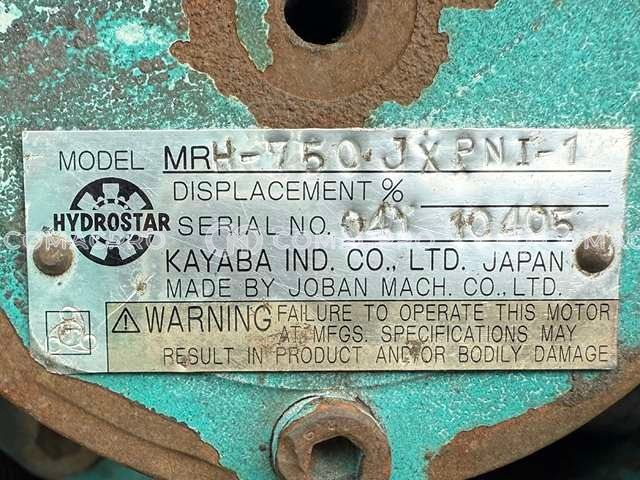 MODEL MRH-750 JXPNI-1
DISPLACEMENT %
HYDROSTAR
SERIAL NO. 10405
KAYABA IND. CO., LTD. JAPAN
MADE BY JOBAN MACH. CO., LTD.
WARNING FAILURE TO OPERATE THIS MOTOR
AT MFGS. SPECIFICATIONS MAY
RESULT IN PRODUCT AND/OR BODILY DAMAGE